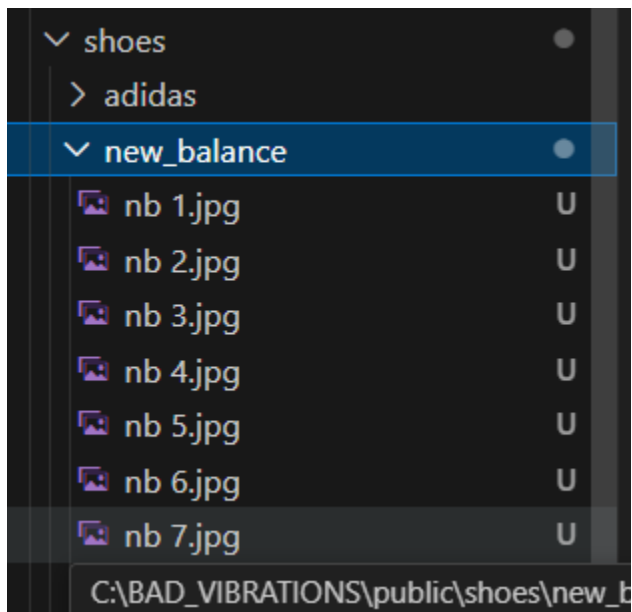 shoes
adidas
new_balance
nb 1.jpg U
nb 2.jpg U
nb 3.jpg U
nb 4.jpg U
nb 5.jpg U
nb 6.jpg U
nb 7.jpg U
C:\BAD_VIBRATIONS\public\shoes\new_b